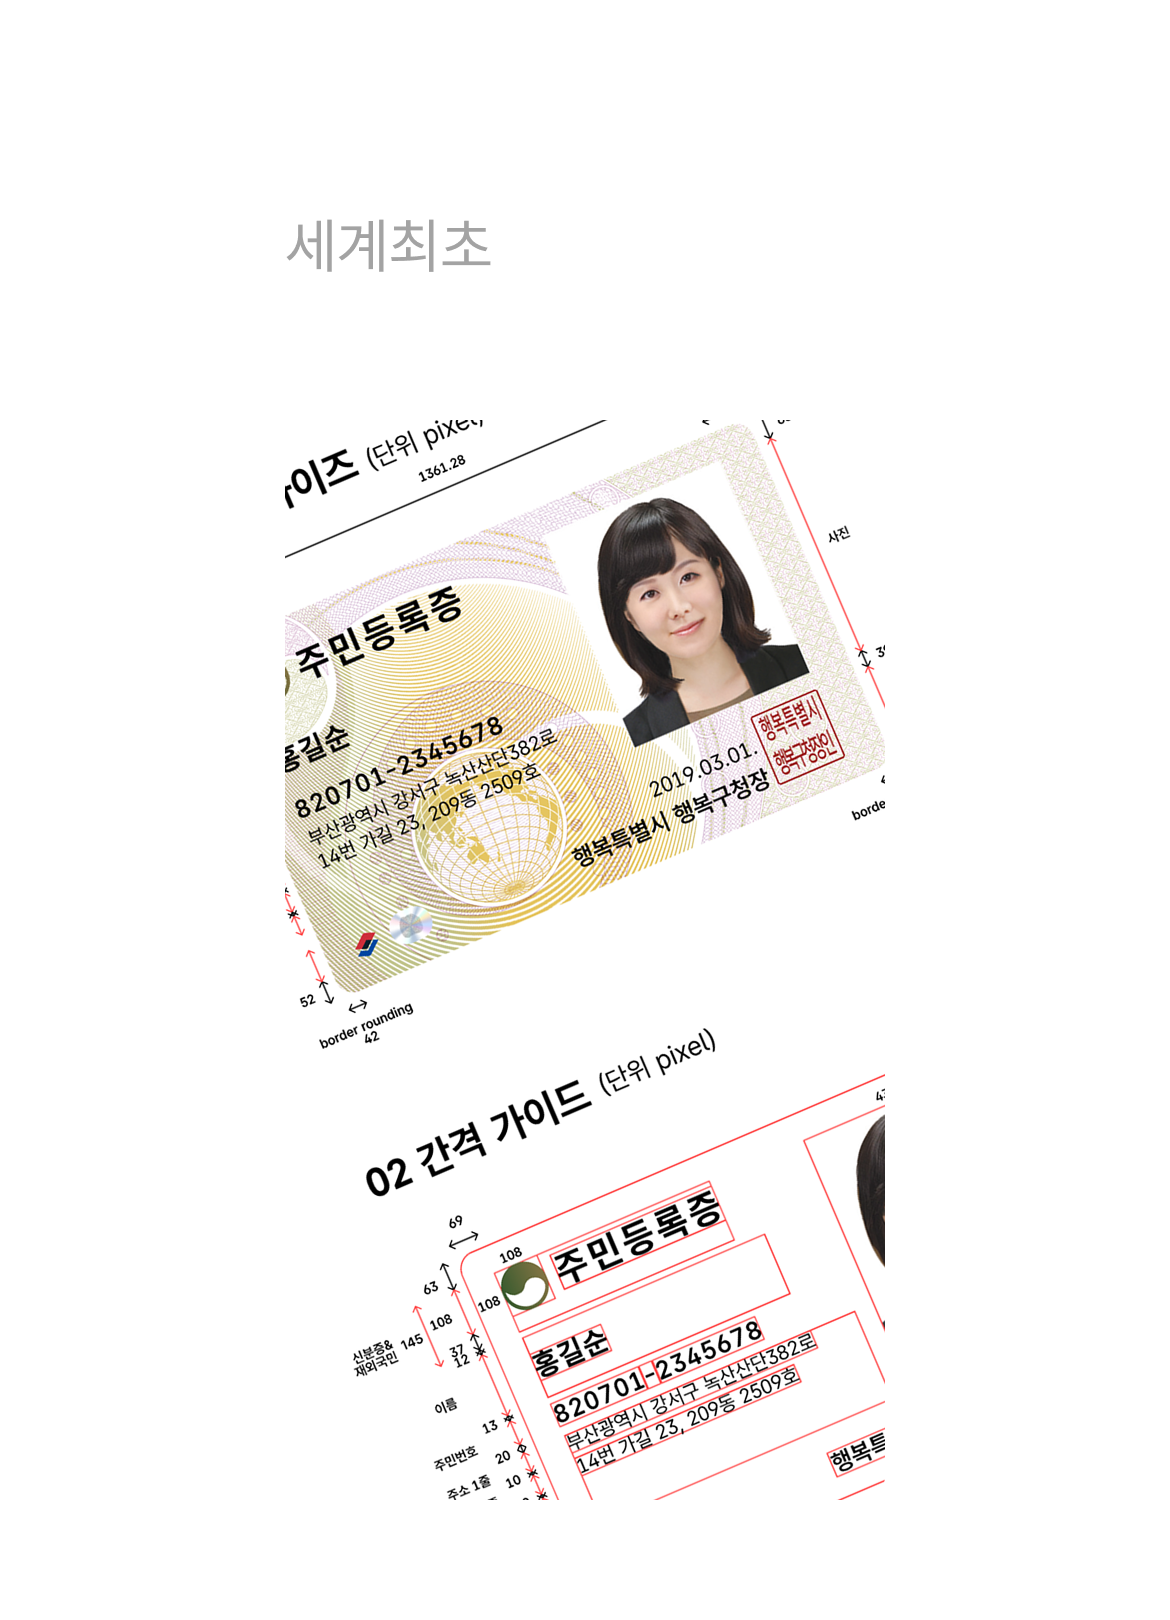 세계최초
(단위 pixel)
1361.28
사진
주민등록증
홍길순
820701-2345678
부산광역시 강서구 녹산산단382로
14번 가길 23, 209동 2509호
2019.03.01.
행복특별시 행복구청장
행복특별시
행복구청장인
52
border rounding
42
02 간격 가이드 (단위 pixel)
69
63
108
108
108
145
신분증&
재외국민
37
12
이름
13
주민번호
20
주소 1줄
10
주민등록증
홍길순
820701-2345678
부산광역시 강서구 녹산산단382로
14번 가길 23, 209동 2509호